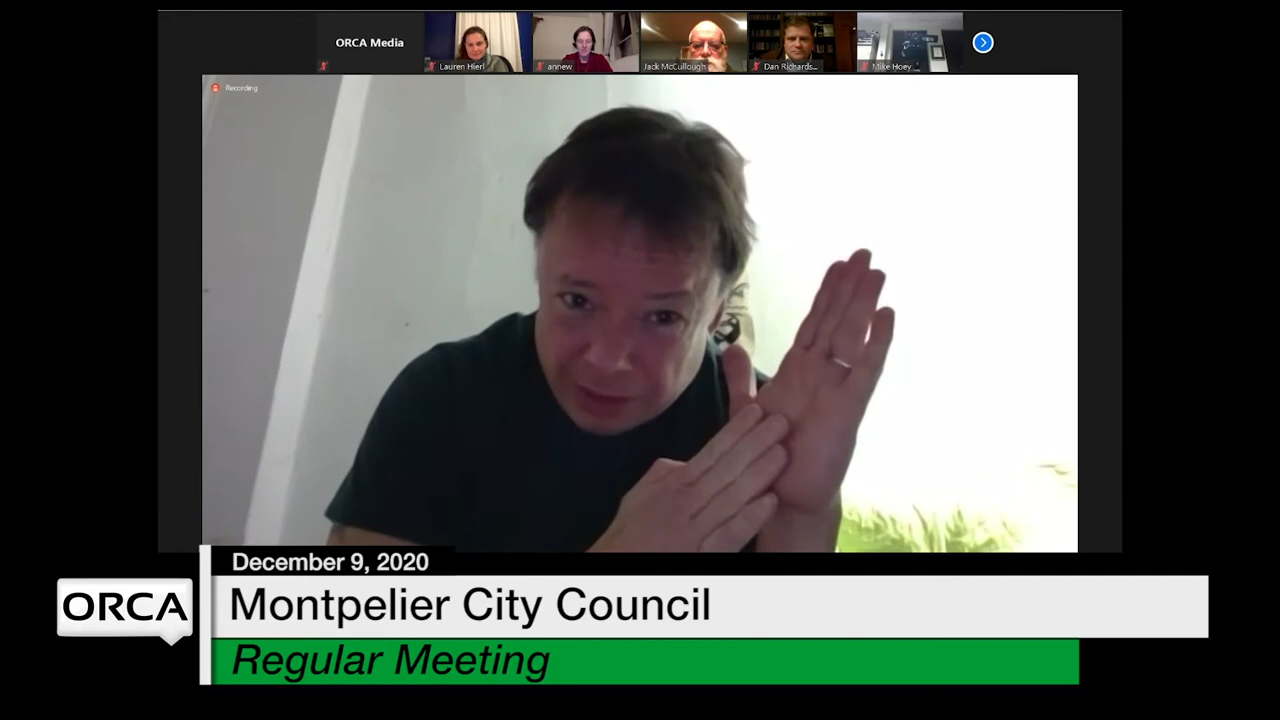 ORCA Media
Lauren Hierl
annew
Jack McCullough
Dan Richards...
Mike Hoey
Recording
December 9, 2020
ORCA
Montpelier City Council
Regular Meeting